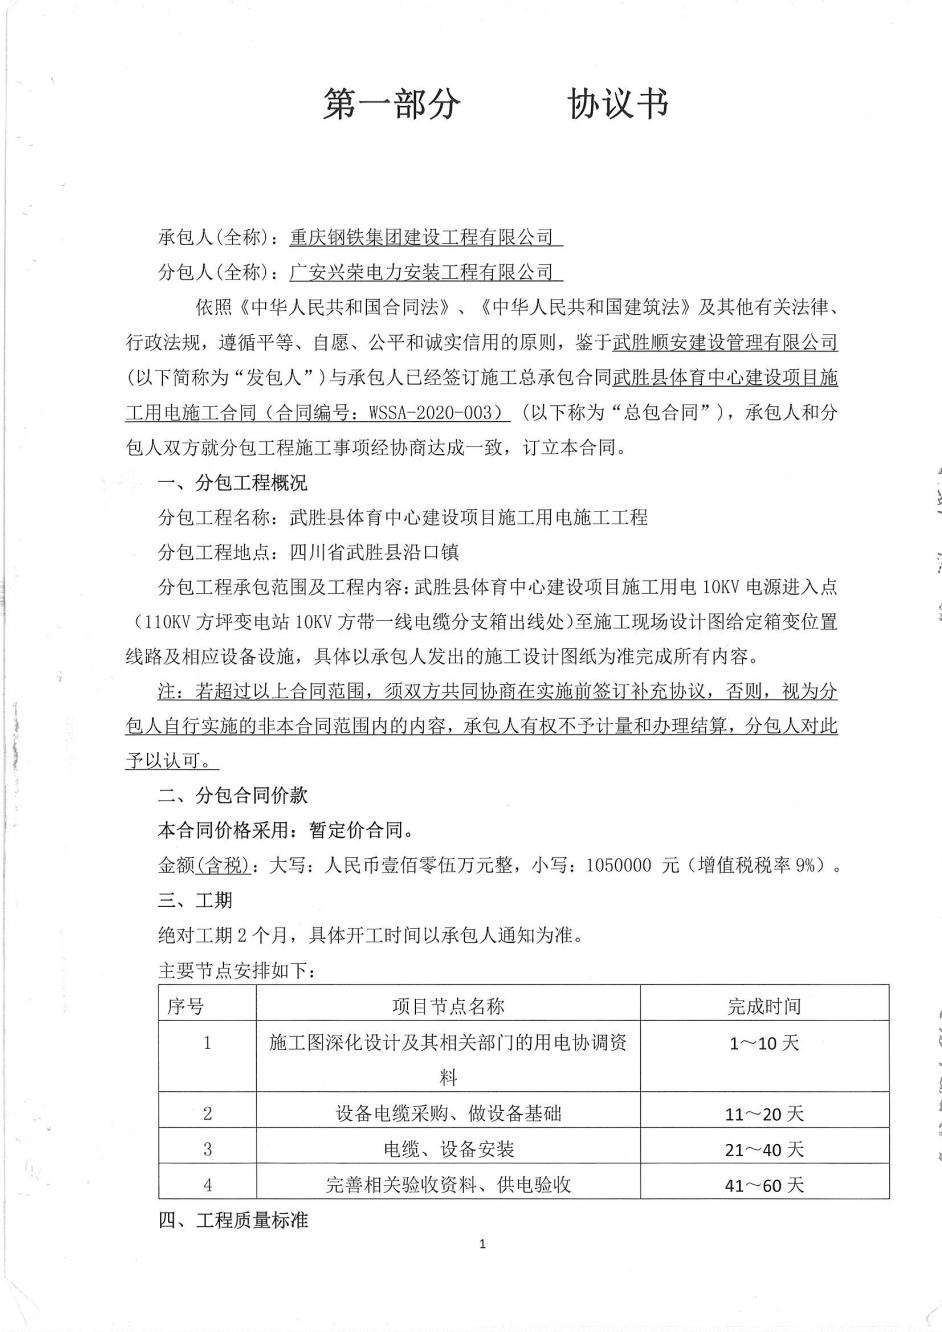 第一部分 协议书
承包人(全称)：重庆钢铁集团建设工程有限公司
分包人(全称)：广安兴荣电力安装工程有限公司
依照《中华人民共和国合同法》、《中华人民共和国建筑法》及其他有关法律、
行政法规，遵循平等、自愿、公平和诚实信用的原则，鉴于武胜顺安建设管理有限公司
(以下简称为“发包人”)与承包人已经签订施工总承包合同武胜县体育中心建设项目施
工用电施工合同（合同编号：WSSA-2020-003）（以下称为“总包合同”），承包人和分
包人双方就分包工程施工事项经协商达成一致，订立本合同。
一、分包工程概况
分包工程名称：武胜县体育中心建设项目施工用电施工工程
分包工程地点：四川省武胜县沿口镇
分包工程承包范围及工程内容：武胜县体育中心建设项目施工用电 10KV 电源进入点
（110KV 方坪变电站 10KV 方带一线电缆分支箱出线处）至施工现场设计图给定箱变位置
线路及相应设备设施，具体以承包人发出的施工设计图纸为准完成所有内容。
注：若超过以上合同范围，须双方共同协商在实施前签订补充协议，否则，视为分
包人自行实施的非本合同范围内的内容，承包人有权不予计量和办理结算，分包人对此
予以认可。
二、分包合同价款
本合同价格采用：暂定价合同。
金额(含税)：大写：人民币壹佰零伍万元整，小写：1050000 元（增值税税率 9%）。
三、工期
绝对工期 2 个月，具体开工时间以承包人通知为准。
主要节点安排如下：
序号 项目节点名称 完成时间
1 施工图深化设计及其相关部门的用电协调资 1～10 天
料
2 设备电缆采购、做设备基础 11～20 天
3 电缆、设备安装 21～40 天
4 完善相关验收资料、供电验收 41～60 天
四、工程质量标准
1